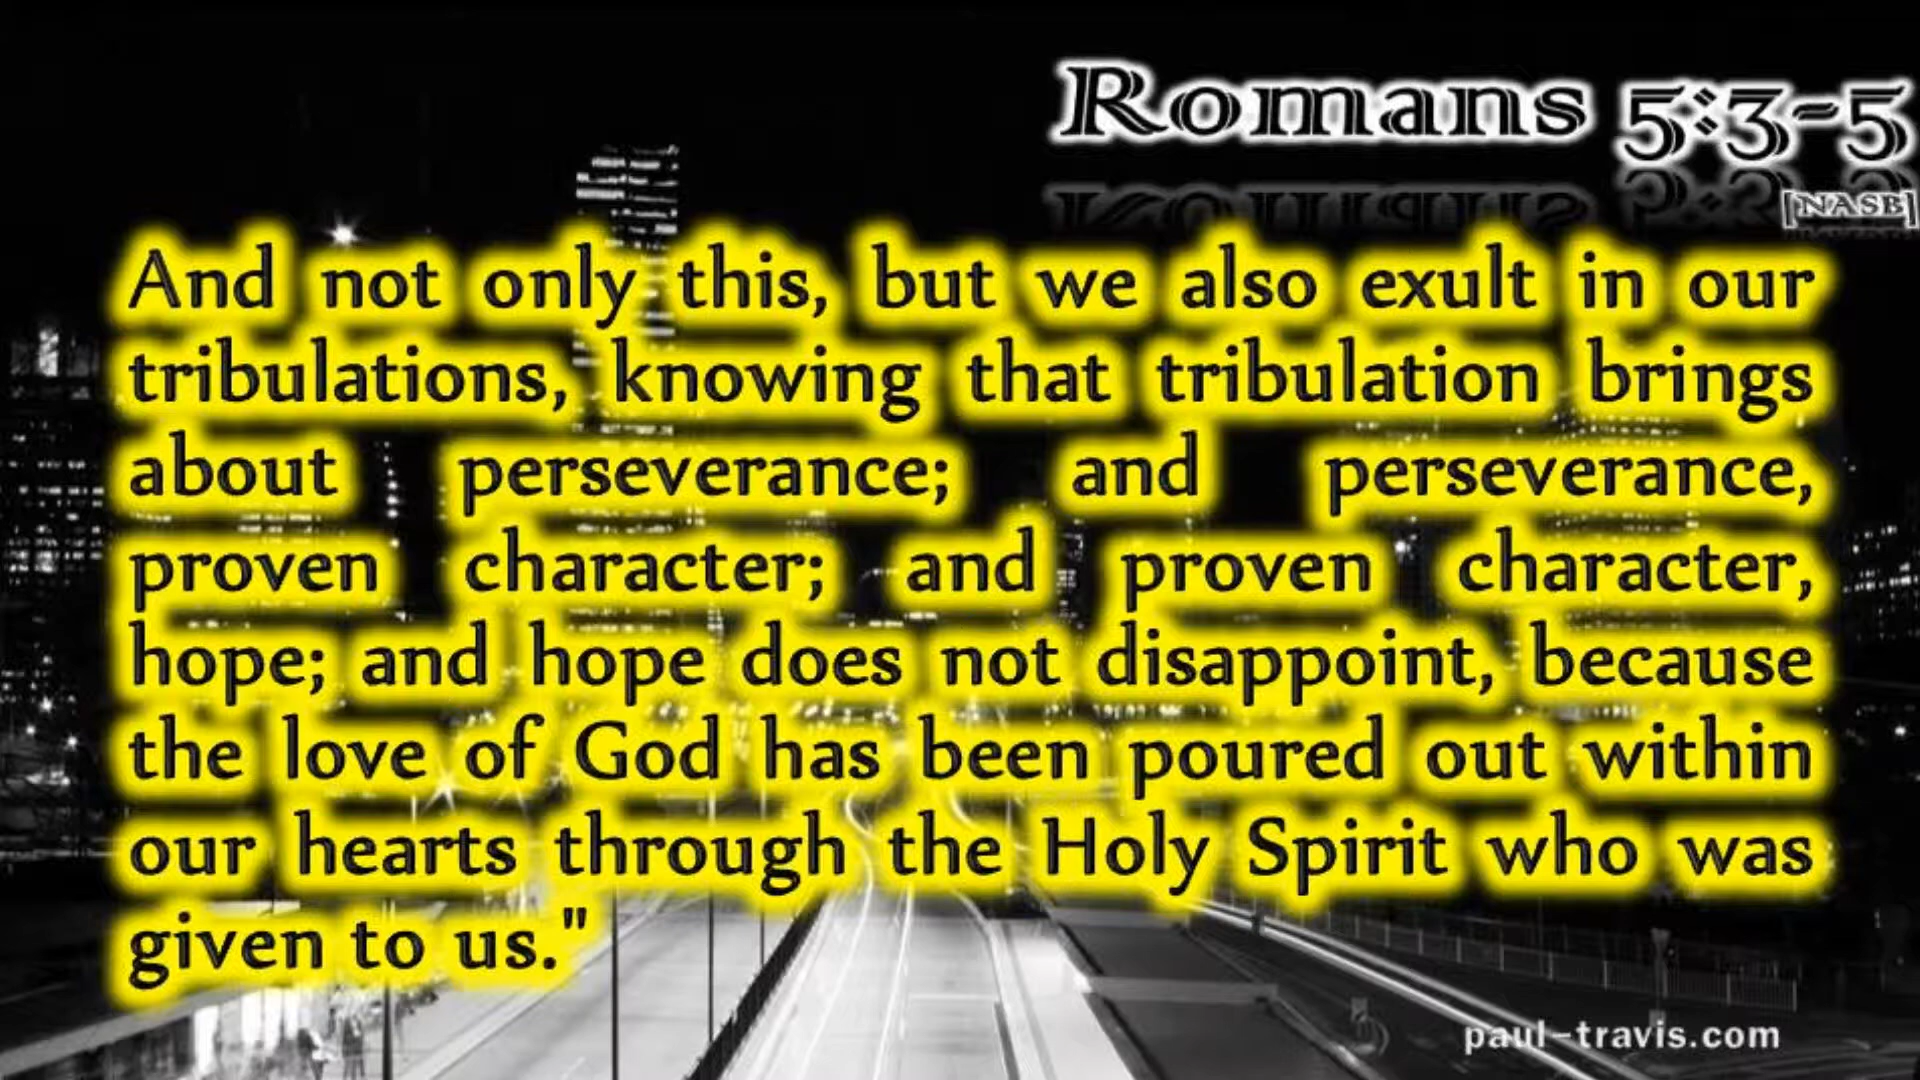 Romans 5:3-5
[NASB]
And not only this, but we also exult in our
tribulations, knowing that tribulation brings
about perseverance; and perseverance,
proven character; and proven character,
hope; and hope does not disappoint, because
the love of God has been poured out within
our hearts through the Holy Spirit who was
given to us."
paul-travis.com